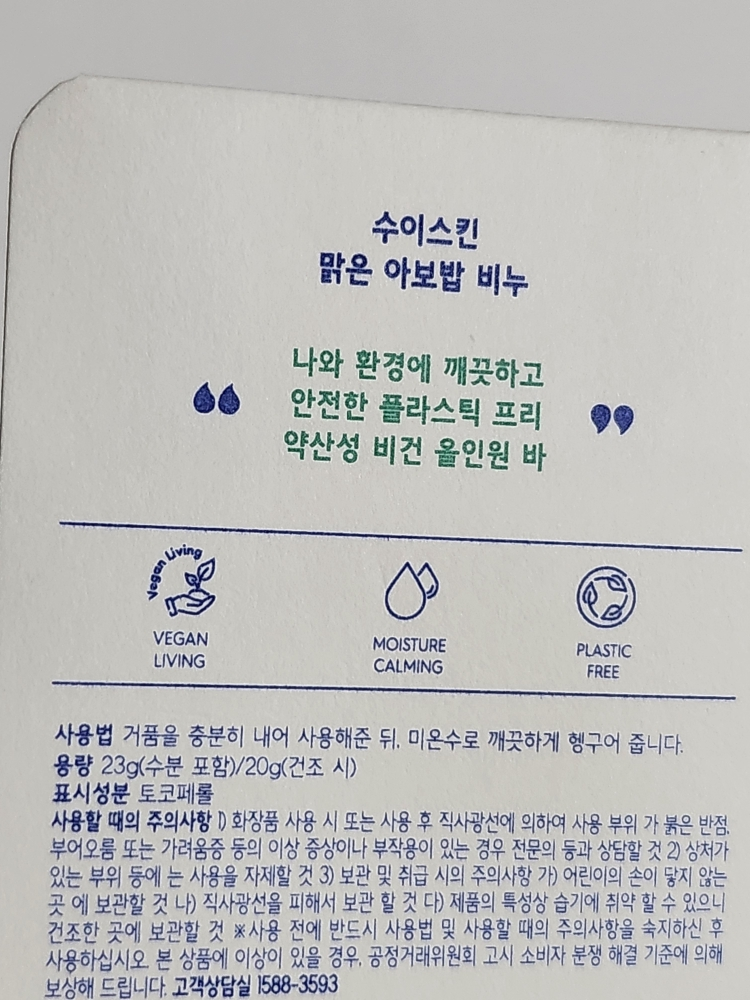 수이스킨
맑은 아보밥 비누
“ 나와 환경에 깨끗하고
안전한 플라스틱 프리
약산성 비건 올인원 바 ”
Vegan Living
VEGAN
LIVING
MOISTURE
CALMING
PLASTIC
FREE
사용법 거품을 충분히 내어 사용해준 뒤, 미온수로 깨끗하게 헹구어 줍니다.
용량 23g(수분 포함)/20g(건조 시)
표시성분 토코페롤
사용할 때의 주의사항 1) 화장품 사용 시 또는 사용 후 직사광선에 의하여 사용 부위 가 붉은 반점,
부어오름 또는 가려움증 등의 이상 증상이나 부작용이 있는 경우 전문의 등과 상담할 것 2) 상처가
있는 부위 등에 는 사용을 자제할 것 3) 보관 및 취급 시의 주의사항 가) 어린이의 손이 닿지 않는
곳 에 보관할 것 나) 직사광선을 피해서 보관 할 것 다) 제품의 특성상 습기에 취약 할 수 있으니
건조한 곳에 보관할 것 ※사용 전에 반드시 사용법 및 사용할 때의 주의사항을 숙지하신 후
사용하십시오. 본 상품에 이상이 있을 경우, 공정거래위원회 고시 소비자 분쟁 해결 기준에 의해
보상해 드립니다. 고객상담실 1588-3593